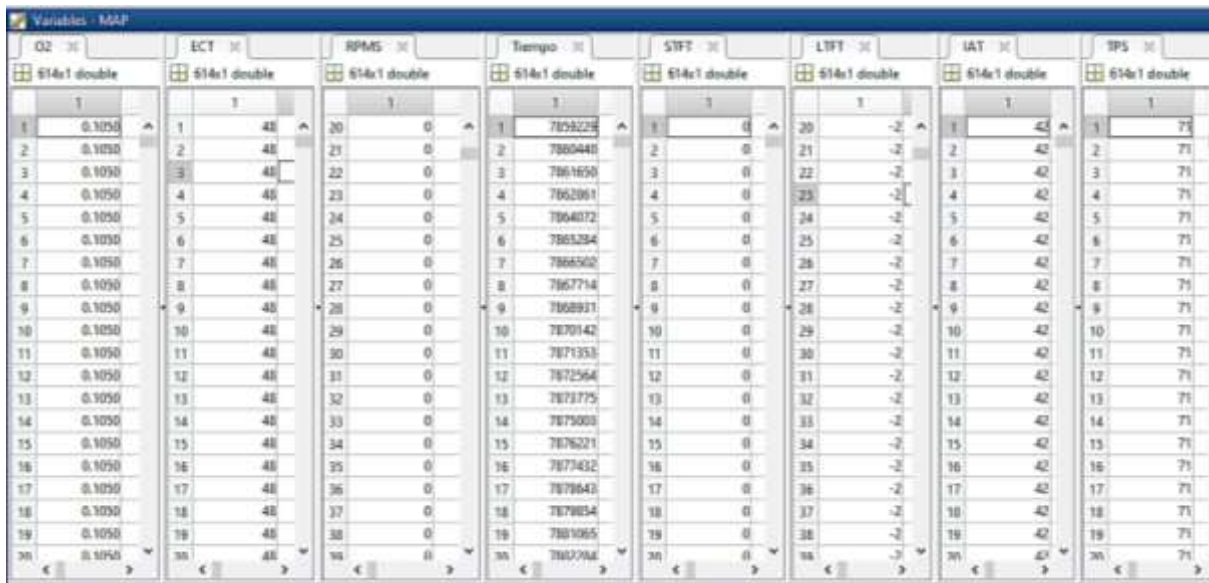 Variables - MAP
O2 ECT RPMS Tiempo STFT LTFT IAT TPS
614x1 double 614x1 double 614x1 double 614x1 double 614x1 double 614x1 double 614x1 double 614x1 double
1 1 1 1 1 1 1 1
1 0.1050 1 48 20 0 1 7859229 1 0 20 -2 1 42 1 71
2 0.1050 2 48 21 0 2 7860440 2 0 21 -2 2 42 2 71
3 0.1050 3 48 22 0 3 7861650 3 0 22 -2 3 42 3 71
4 0.1050 4 48 23 0 4 7862861 4 0 23 -2 4 42 4 71
5 0.1050 5 48 24 0 5 7864072 5 0 24 -2 5 42 5 71
6 0.1050 6 48 25 0 6 7865284 6 0 25 -2 6 42 6 71
7 0.1050 7 48 26 0 7 7866502 7 0 26 -2 7 42 7 71
8 0.1050 8 48 27 0 8 7867714 8 0 27 -2 8 42 8 71
9 0.1050 9 48 28 0 9 7868931 9 0 28 -2 9 42 9 71
10 0.1050 10 48 29 0 10 7870142 10 0 29 -2 10 42 10 71
11 0.1050 11 48 30 0 11 7871353 11 0 30 -2 11 42 11 71
12 0.1050 12 48 31 0 12 7872564 12 0 31 -2 12 42 12 71
13 0.1050 13 48 32 0 13 7873775 13 0 32 -2 13 42 13 71
14 0.1050 14 48 33 0 14 7875003 14 0 33 -2 14 42 14 71
15 0.1050 15 48 34 0 15 7876221 15 0 34 -2 15 42 15 71
16 0.1050 16 48 35 0 16 7877432 16 0 35 -2 16 42 16 71
17 0.1050 17 48 36 0 17 7878643 17 0 36 -2 17 42 17 71
18 0.1050 18 48 37 0 18 7879854 18 0 37 -2 18 42 18 71
19 0.1050 19 48 38 0 19 7881065 19 0 38 -2 19 42 19 71
20 0.1050 20 48 39 0 20 20 0 39 -2 20 42 20 71